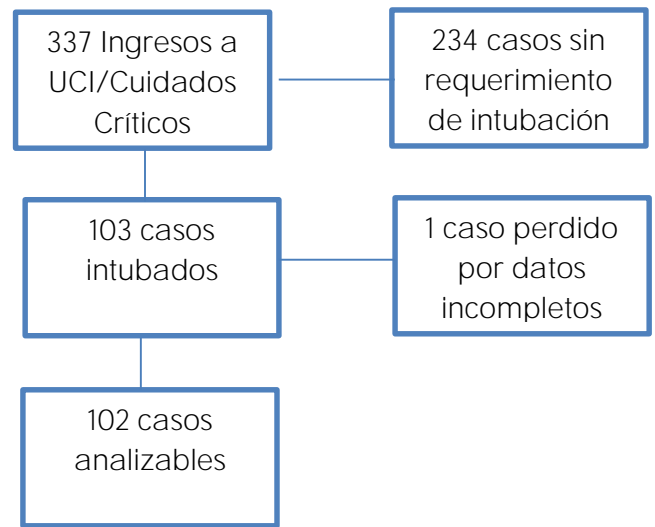 337 Ingresos a
UCI/Cuidados
Críticos
234 casos sin
requerimiento
de intubación
103 casos
intubados
1 caso perdido
por datos
incompletos
102 casos
analizables